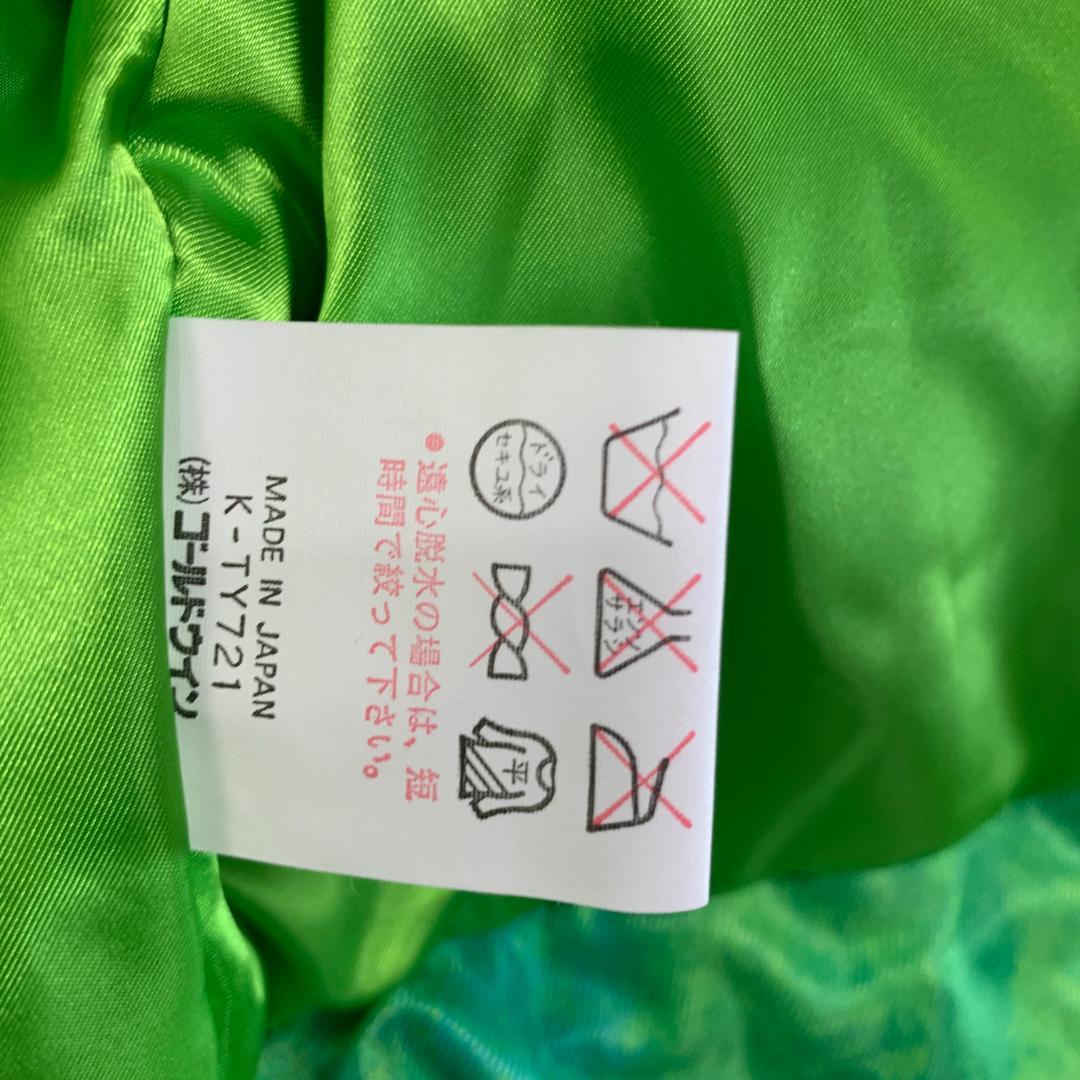 エンソ
サラシ
ドライ
セキユ系
平
●遠心脱水の場合は、短
時間で絞って下さい。
MADE IN JAPAN
K-TY721
(株)ゴールドウイン